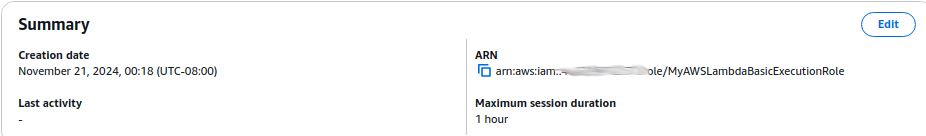 Summary
Edit
Creation date
November 21, 2024, 00:18 (UTC-08:00)
ARN
arn:aws:iam:: ole/MyAWSLambdaBasicExecutionRole
Last activity
-
Maximum session duration
1 hour